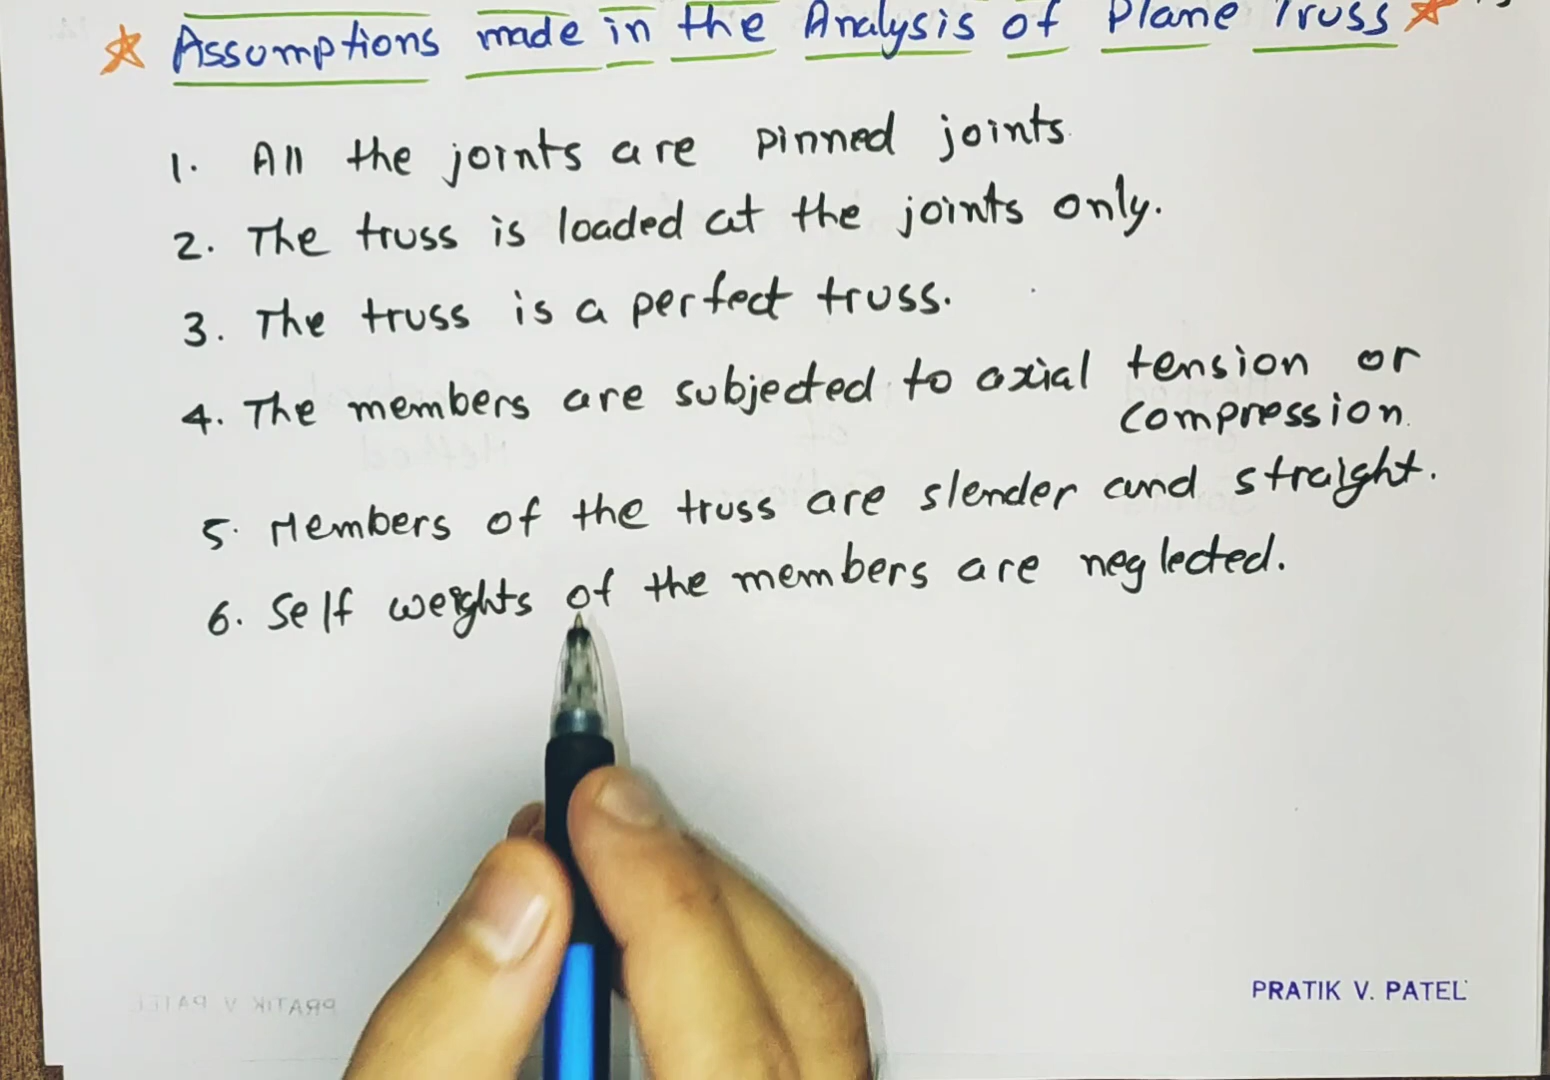 Assumptions made in the Analysis of Plane Truss
1. All the joints are pinned joints.
2. The truss is loaded at the joints only.
3. The truss is a perfect truss.
4. The members are subjected to axial tension or
compression.
5. Members of the truss are slender and straight.
6. Self weights of the members are neglected.
PRATIK V. PATEL
PRATIK V PATEL